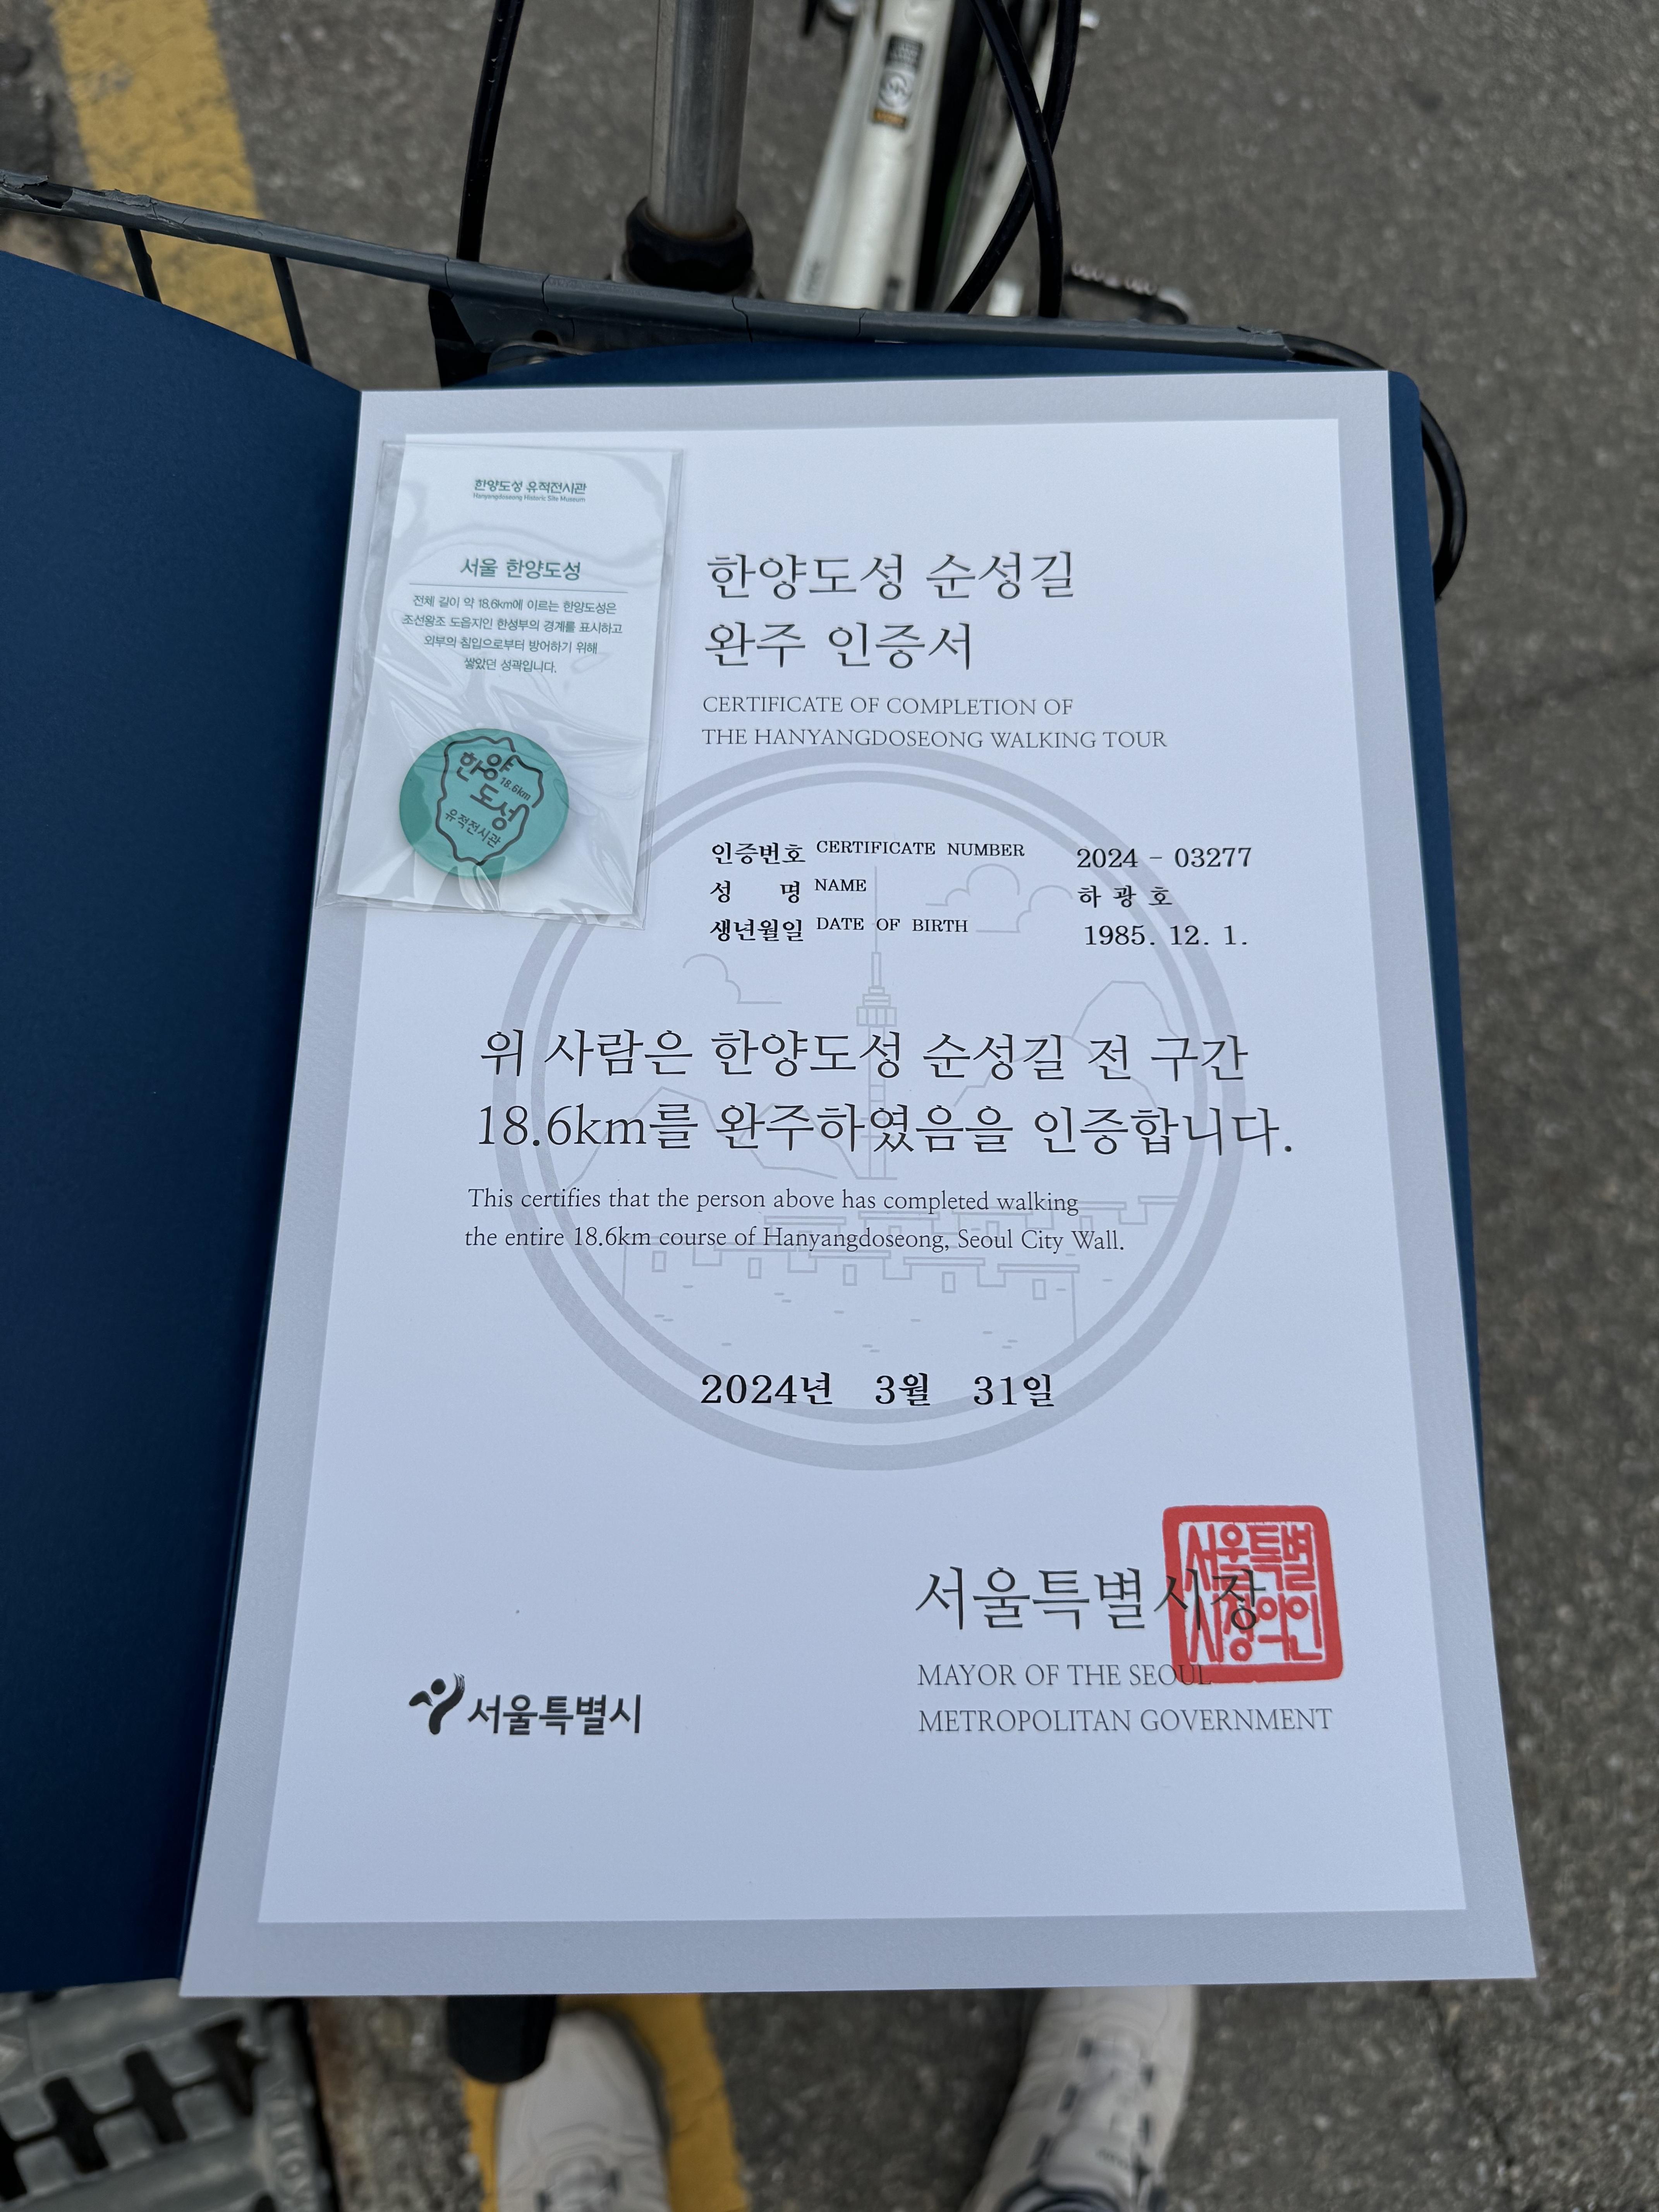 한양도성 유적전시관
Hanyangdoseong Historic Site Museum
서울 한양도성
전체 길이 약 18.6km에 이르는 한양도성은
조선왕조 도읍지인 한성부의 경계를 표시하고
외부의 침입으로부터 방어하기 위해
쌓았던 성곽입니다.
한양
18.6km
도성
유적전시관
한양도성 순성길
완주 인증서
CERTIFICATE OF COMPLETION OF
THE HANYANGDOSEONG WALKING TOUR
인증번호 CERTIFICATE NUMBER 2024 - 03277
성 명 NAME 하 광 호
생년월일 DATE OF BIRTH 1985. 12. 1.
위 사람은 한양도성 순성길 전 구간
18.6km를 완주하였음을 인증합니다.
This certifies that the person above has completed walking
the entire 18.6km course of Hanyangdoseong, Seoul City Wall.
2024년 3월 31일
서울특별시장
서울특별
시장의인
MAYOR OF THE SEOUL
METROPOLITAN GOVERNMENT
서울특별시